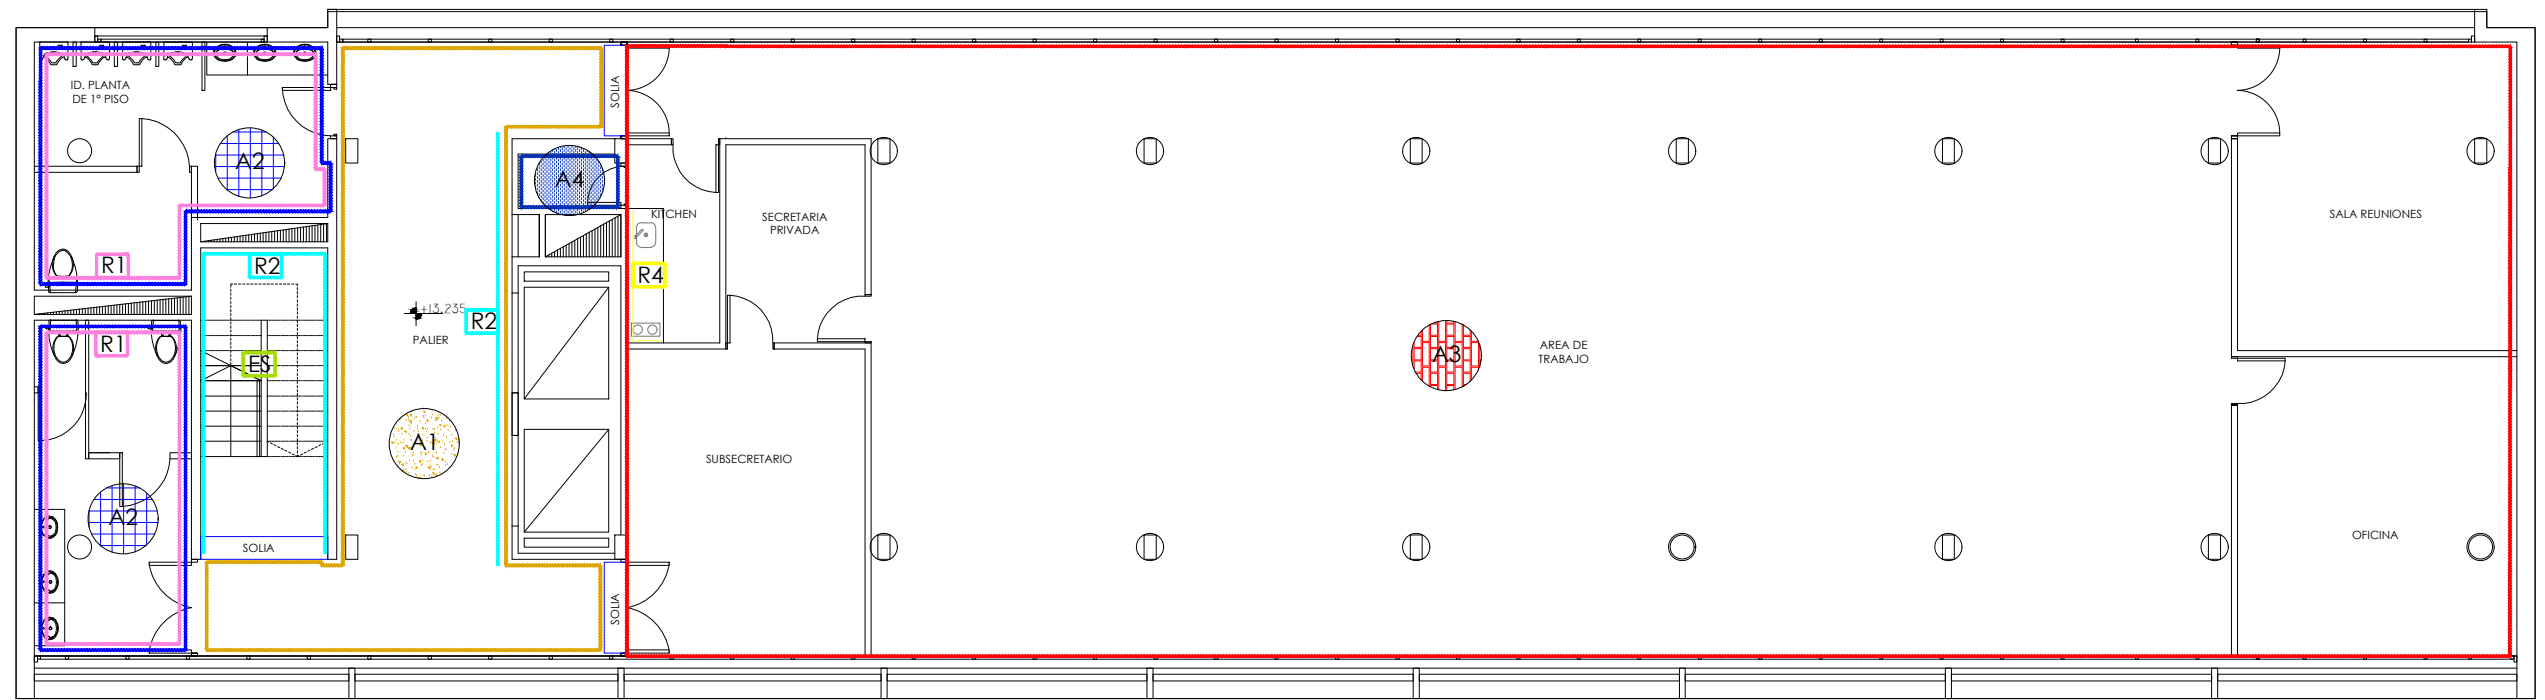 ID. PLANTA
DE 1º PISO
A2
R1
R1
A2
R2
ES
SOLIA
+13.235
PALIER
R2
A1
SOLIA
A4
KITCHEN
R4
SECRETARIA
PRIVADA
SUBSECRETARIO
SOLIA
A3
AREA DE
TRABAJO
SALA REUNIONES
OFICINA